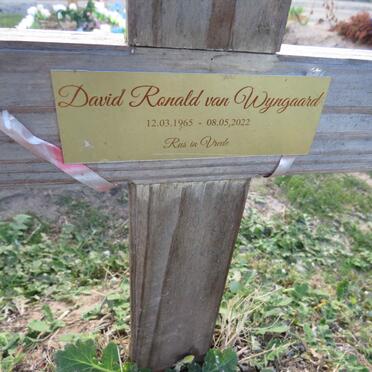 David Ronald van Wyngaard
12.03.1965 - 08.05.2022
Rus in Vrede